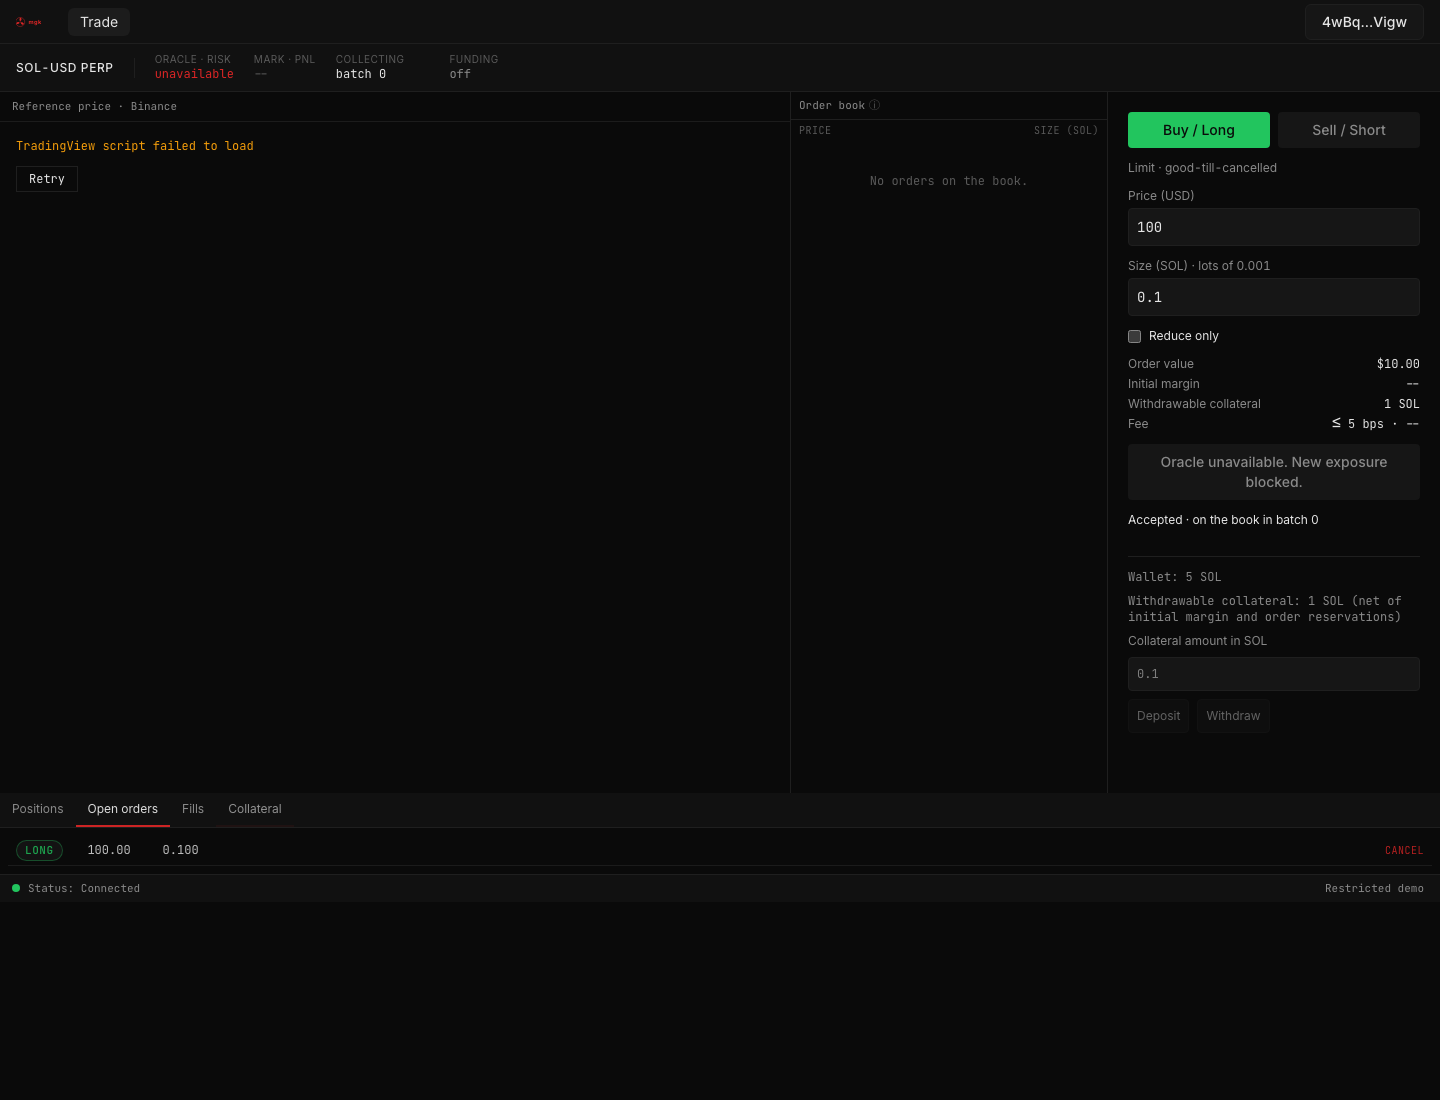 Trade
4wBq...Vigw
SOL-USD PERP
ORACLE · RISK
unavailable
MARK · PNL
--
COLLECTING
batch 0
FUNDING
off
Reference price · Binance
TradingView script failed to load
Retry
Order book ⓘ
PRICE SIZE (SOL)
No orders on the book.
Buy / Long
Sell / Short
Limit · good-till-cancelled
Price (USD)
100
Size (SOL) · lots of 0.001
0.1
Reduce only
Order value $10.00
Initial margin --
Withdrawable collateral 1 SOL
Fee ≤ 5 bps · --
Oracle unavailable. New exposure
blocked.
Accepted · on the book in batch 0
Wallet: 5 SOL
Withdrawable collateral: 1 SOL (net of
initial margin and order reservations)
Collateral amount in SOL
0.1
Deposit Withdraw
Positions Open orders Fills Collateral
LONG 100.00 0.100 CANCEL
Status: Connected
Restricted demo